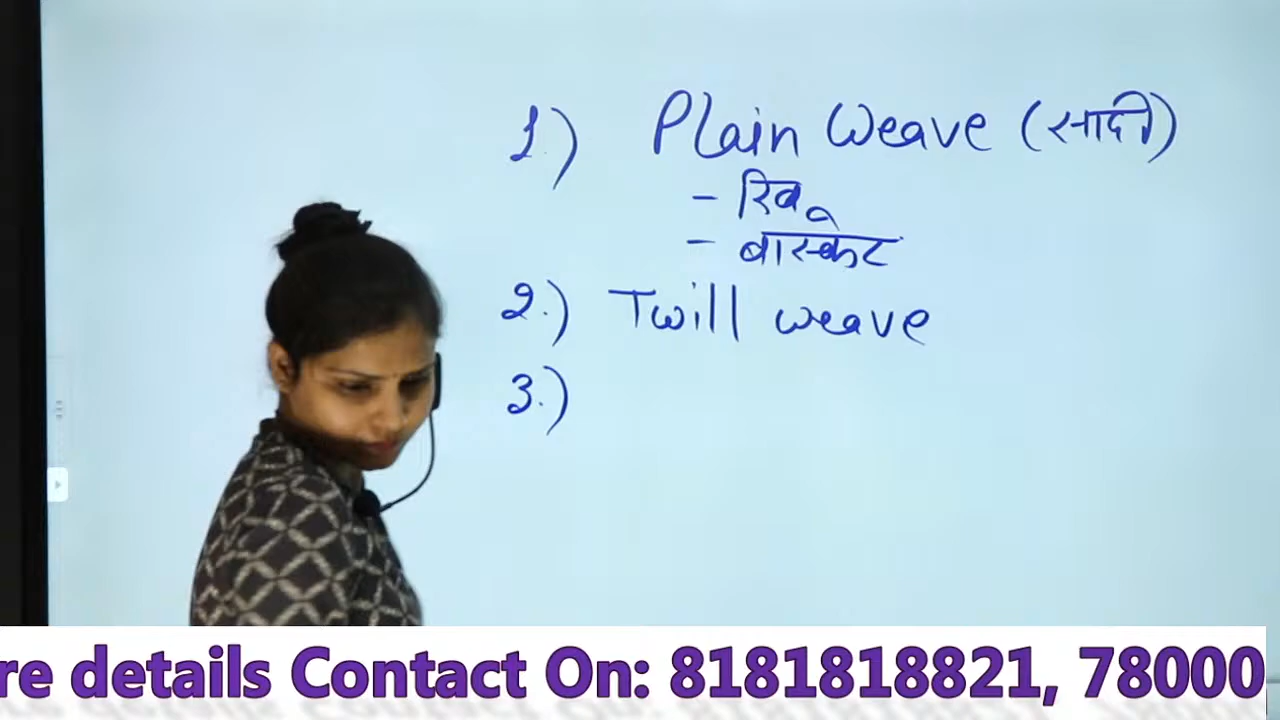 1.) Plain Weave (सादी)
- रिब
- बास्केट
2.) Twill weave
3.)
re details Contact On: 8181818821, 78000